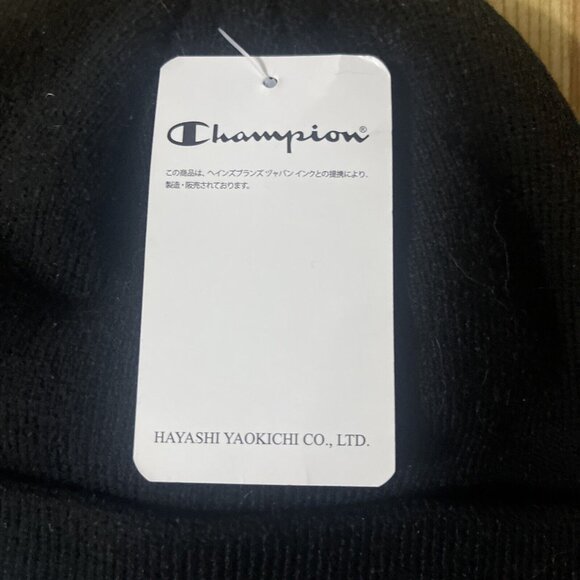 Champion®
この商品は、ヘインズブランズ ジャパン インクとの提携により、
製造・販売されております。
HAYASHI YAOKICHI CO., LTD.